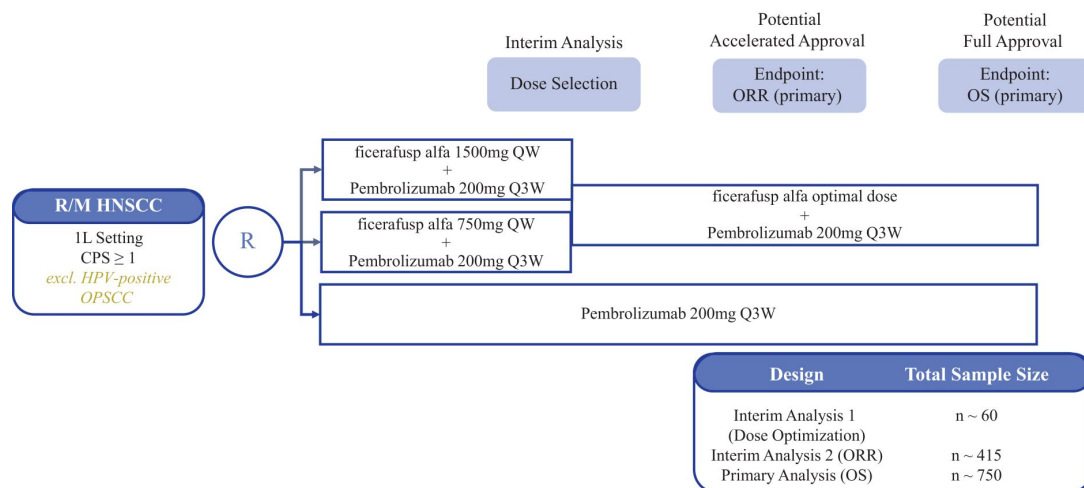 Interim Analysis
Dose Selection
Potential
Accelerated Approval
Endpoint:
ORR (primary)
Potential
Full Approval
Endpoint:
OS (primary)
R/M HNSCC
1L Setting
CPS ≥ 1
excl. HPV-positive
OPSCC
R
ficerafusp alfa 1500mg QW
+
Pembrolizumab 200mg Q3W
ficerafusp alfa 750mg QW
+
Pembrolizumab 200mg Q3W
ficerafusp alfa optimal dose
+
Pembrolizumab 200mg Q3W
Pembrolizumab 200mg Q3W
Design Total Sample Size
Interim Analysis 1 n ~ 60
(Dose Optimization)
Interim Analysis 2 (ORR) n ~ 415
Primary Analysis (OS) n ~ 750